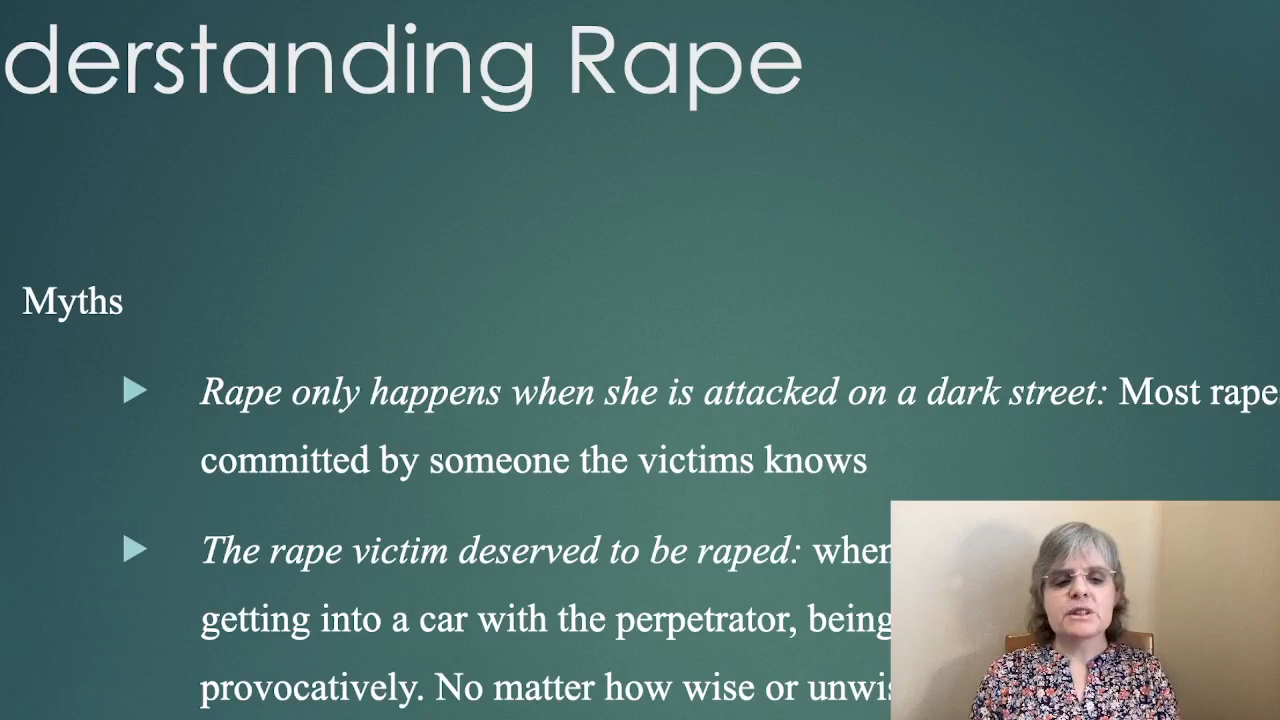 derstanding Rape
Myths
Rape only happens when she is attacked on a dark street: Most rape
committed by someone the victims knows
The rape victim deserved to be raped: when
getting into a car with the perpetrator, being
provocatively. No matter how wise or